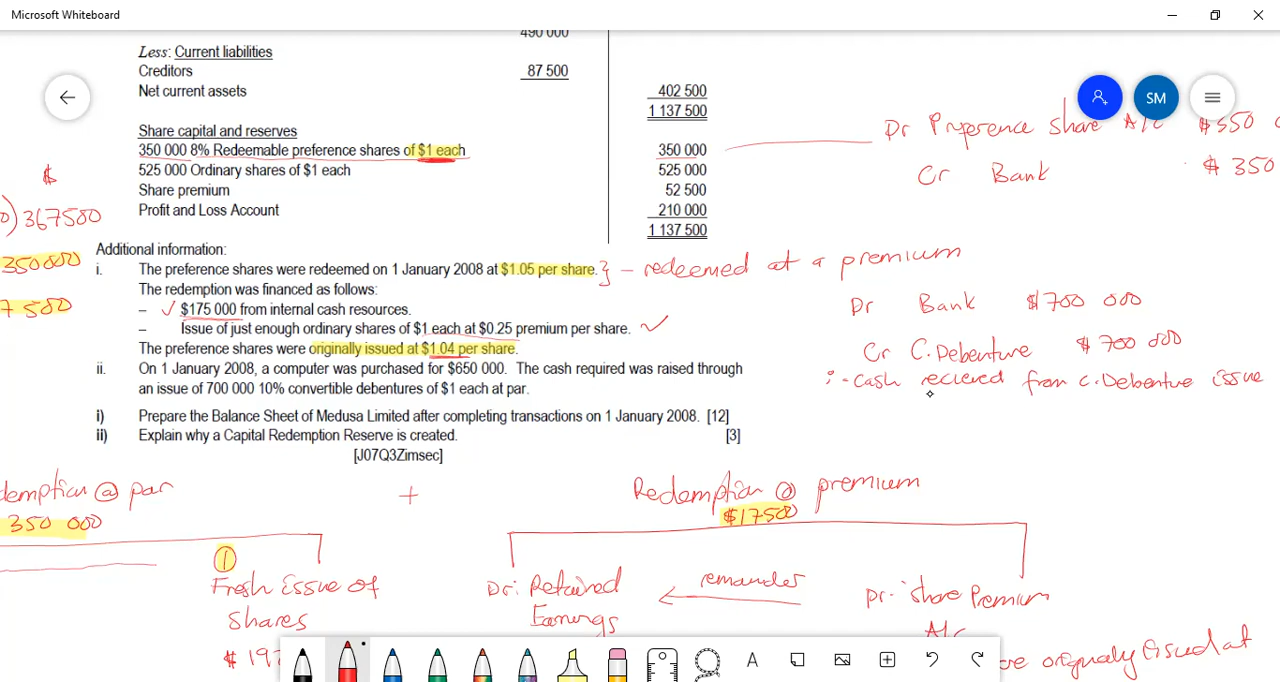 Microsoft Whiteboard
490 000
Less: Current liabilities
Creditors 87 500
Net current assets 402 500
1 137 500
Share capital and reserves
350 000 8% Redeemable preference shares of $1 each 350 000
525 000 Ordinary shares of $1 each 525 000
Share premium 52 500
Profit and Loss Account 210 000
1 137 500
SM
Dr Preference share A/C $350
Cr Bank $350
$
367500
350000
7500
Additional information:
i. The preference shares were redeemed on 1 January 2008 at $1.05 per share. } - redeemed at a premium
The redemption was financed as follows:
- ✓ $175 000 from internal cash resources.
- Issue of just enough ordinary shares of $1 each at $0.25 premium per share. ✓
The preference shares were originally issued at $1.04 per share.
ii. On 1 January 2008, a computer was purchased for $650 000. The cash required was raised through
an issue of 700 000 10% convertible debentures of $1 each at par.
Dr Bank $700 000
Cr C.Debenture $700 000
∴ - Cash recieved from C.Debentue issue
i) Prepare the Balance Sheet of Medusa Limited after completing transactions on 1 January 2008. [12]
ii) Explain why a Capital Redemption Reserve is created. [3]
[J07Q3Zimsec]
demption @ par + Redemption @ premium
350 000 $17500
①
Fresh issue of
Shares
$ 197
Dr: Retained
Earnings
remainder
Dr: Share Premium
A/c
A
re originaly issued at